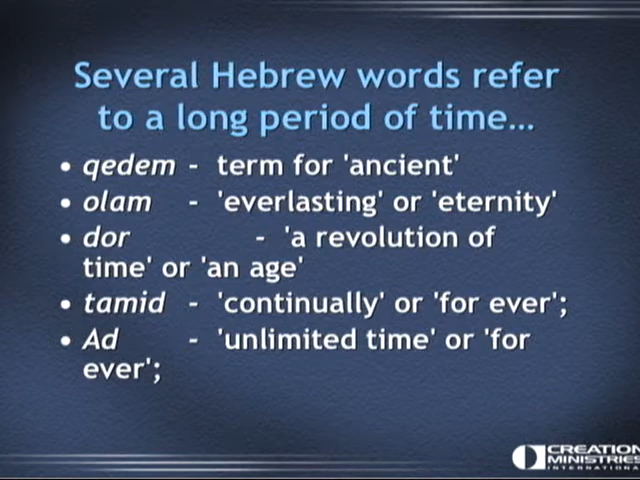 Several Hebrew words refer
to a long period of time...
• qedem - term for 'ancient'
• olam - 'everlasting' or 'eternity'
• dor - 'a revolution of
time' or 'an age'
• tamid - 'continually' or 'for ever';
• Ad - 'unlimited time' or 'for
ever';
CREATION
MINISTRIES
INTERNATIONAL